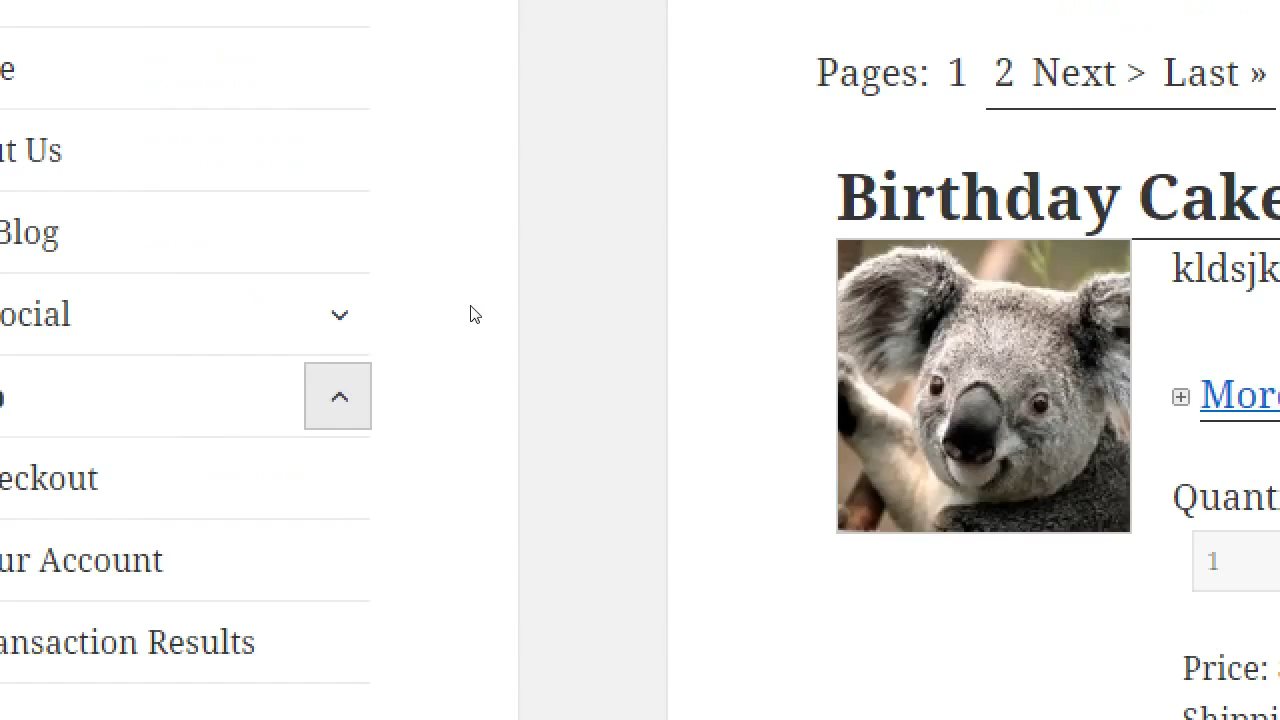 e
ut Us
Blog
ocial
eckout
ur Account
ansaction Results
Pages: 1 2 Next > Last »
Birthday Cake
kldsjk
More
Quanti
1
Price: